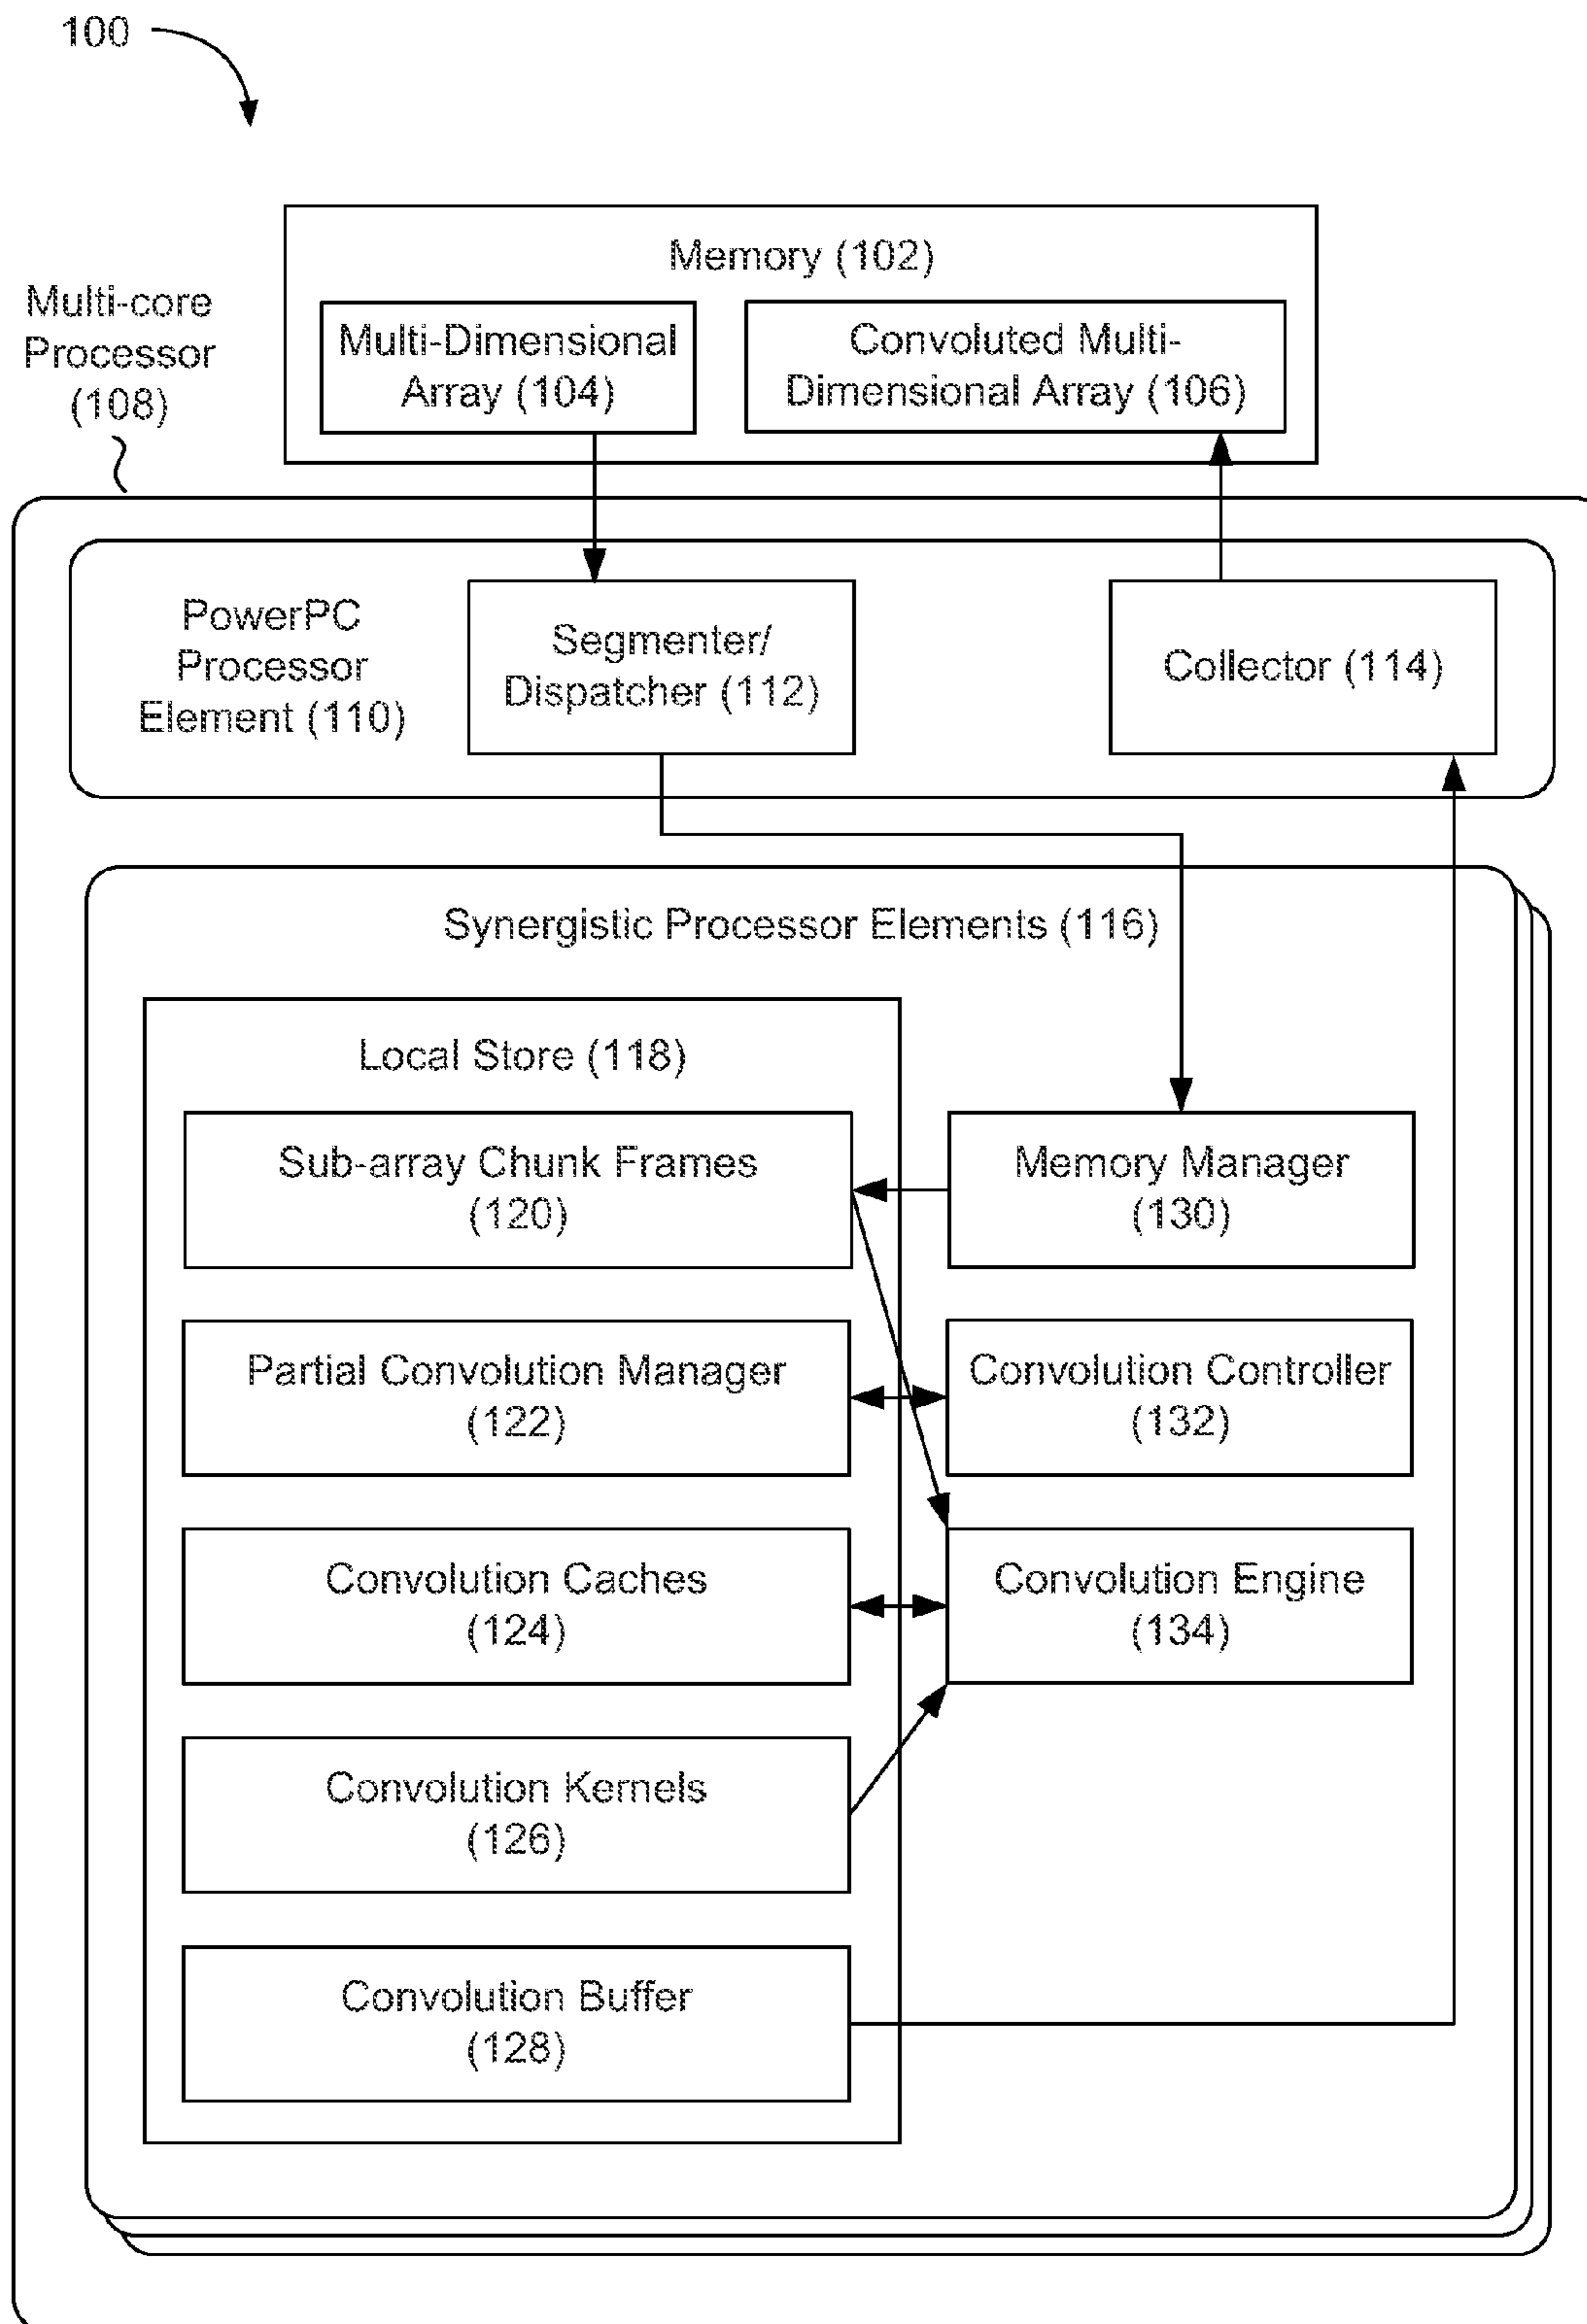 100
Memory (102)
Multi-core
Processor
(108)
Multi-Dimensional
Array (104)
Convoluted Multi-
Dimensional Array (106)
PowerPC
Processor
Element (110)
Segmenter/
Dispatcher (112)
Collector (114)
Synergistic Processor Elements (116)
Local Store (118)
Sub-array Chunk Frames
(120)
Memory Manager
(130)
Partial Convolution Manager
(122)
Convolution Controller
(132)
Convolution Caches
(124)
Convolution Engine
(134)
Convolution Kernels
(126)
Convolution Buffer
(128)